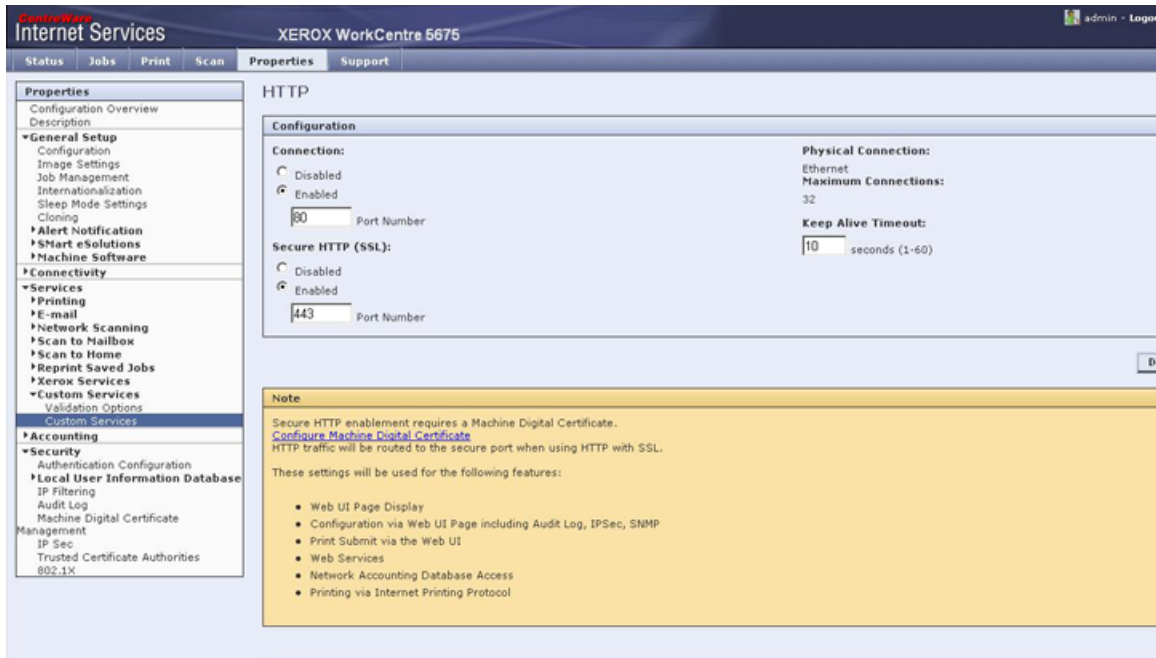 CentreWare
Internet Services
XEROX WorkCentre 5675
admin - Logou
Status Jobs Print Scan Properties Support
Properties
Configuration Overview
Description
General Setup
Configuration
Image Settings
Job Management
Internationalization
Sleep Mode Settings
Cloning
Alert Notification
SMart eSolutions
Machine Software
Connectivity
Services
Printing
E-mail
Network Scanning
Scan to Mailbox
Scan to Home
Reprint Saved Jobs
Xerox Services
Custom Services
Validation Options
Custom Services
Accounting
Security
Authentication Configuration
Local User Information Database
IP Filtering
Audit Log
Machine Digital Certificate
Management
IP Sec
Trusted Certificate Authorities
802.1X
HTTP
Configuration
Connection:
Disabled
Enabled
80 Port Number
Secure HTTP (SSL):
Disabled
Enabled
443 Port Number
Physical Connection:
Ethernet
Maximum Connections:
32
Keep Alive Timeout:
10 seconds (1-60)
D
Note
Secure HTTP enablement requires a Machine Digital Certificate.
Configure Machine Digital Certificate
HTTP traffic will be routed to the secure port when using HTTP with SSL.
These settings will be used for the following features:
• Web UI Page Display
• Configuration via Web UI Page including Audit Log, IPSec, SNMP
• Print Submit via the Web UI
• Web Services
• Network Accounting Database Access
• Printing via Internet Printing Protocol